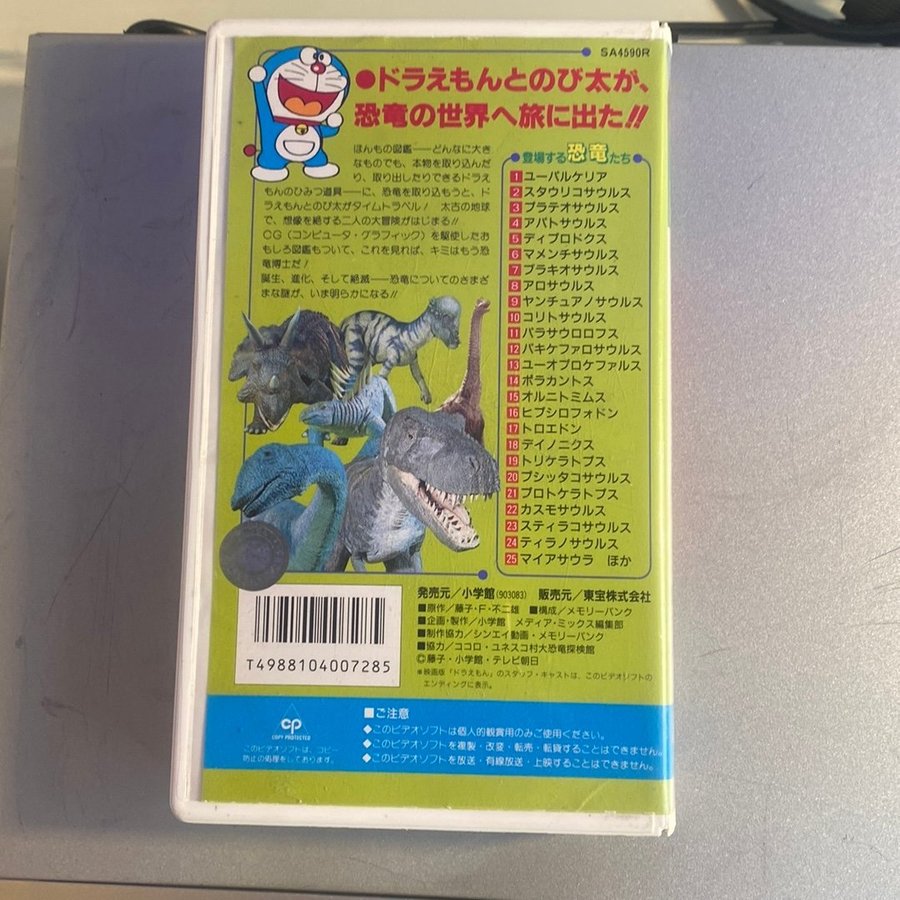 SA4590R
●ドラえもんとのび太が、
恐竜の世界へ旅に出た!!
ほんもの図鑑──どんなに大き
なものでも、本物を取り込んだ
り、取り出したりできるドラえ
もんのひみつ道具──に、恐竜を取り込もうと、ド
ラえもんとのび太がタイムトラベル! 太古の地球
で、想像を絶する二人の大冒険がはじまる!!
CG(コンピュータ・グラフィック)を駆使したお
もしろ図鑑もついて、これを見れば、キミはもう恐
竜博士だ!
誕生、進化、そして絶滅──恐竜についてのさまざ
まな謎が、いま明らかになる!!
●登場する恐竜たち●
1 ユーパルケリア
2 スタウリコサウルス
3 プラテオサウルス
4 アパトサウルス
5 ディプロドクス
6 マメンチサウルス
7 ブラキオサウルス
8 アロサウルス
9 ヤンチュアノサウルス
10 コリトサウルス
11 パラサウロロフス
12 パキケファロサウルス
13 ユーオプロケファルス
14 ポラカントス
15 オルニトミムス
16 ヒプシロフォドン
17 トロエドン
18 デイノニクス
19 トリケラトプス
20 プシッタコサウルス
21 プロトケラトプス
22 カスモサウルス
23 スティラコサウルス
24 ティラノサウルス
25 マイアサウラ ほか
発売元/小学館(903083) 販売元/東宝株式会社
■原作/藤子・F・不二雄 ■構成/メモリーバンク
■企画・製作/小学館 メディア・ミックス編集部
■制作協力/シンエイ動画・メモリーバンク
■協力/ココロ・ユネスコ村大恐竜探検館
©藤子・小学館・テレビ朝日
※映画版「ドラえもん」のスタッフ・キャストは、このビデオソフトの
エンディングに表示。
T4988104007285
CP
COPY PROTECTED
このビデオソフトは、コピー
防止の処理をしてあります。
■ご注意
◆このビデオソフトは個人的観賞用のみご使用ください。
◆このビデオソフトを複製・改変・転売・転貸することはできません。
◆このビデオソフトを放送・有線放送・上映することはできません。